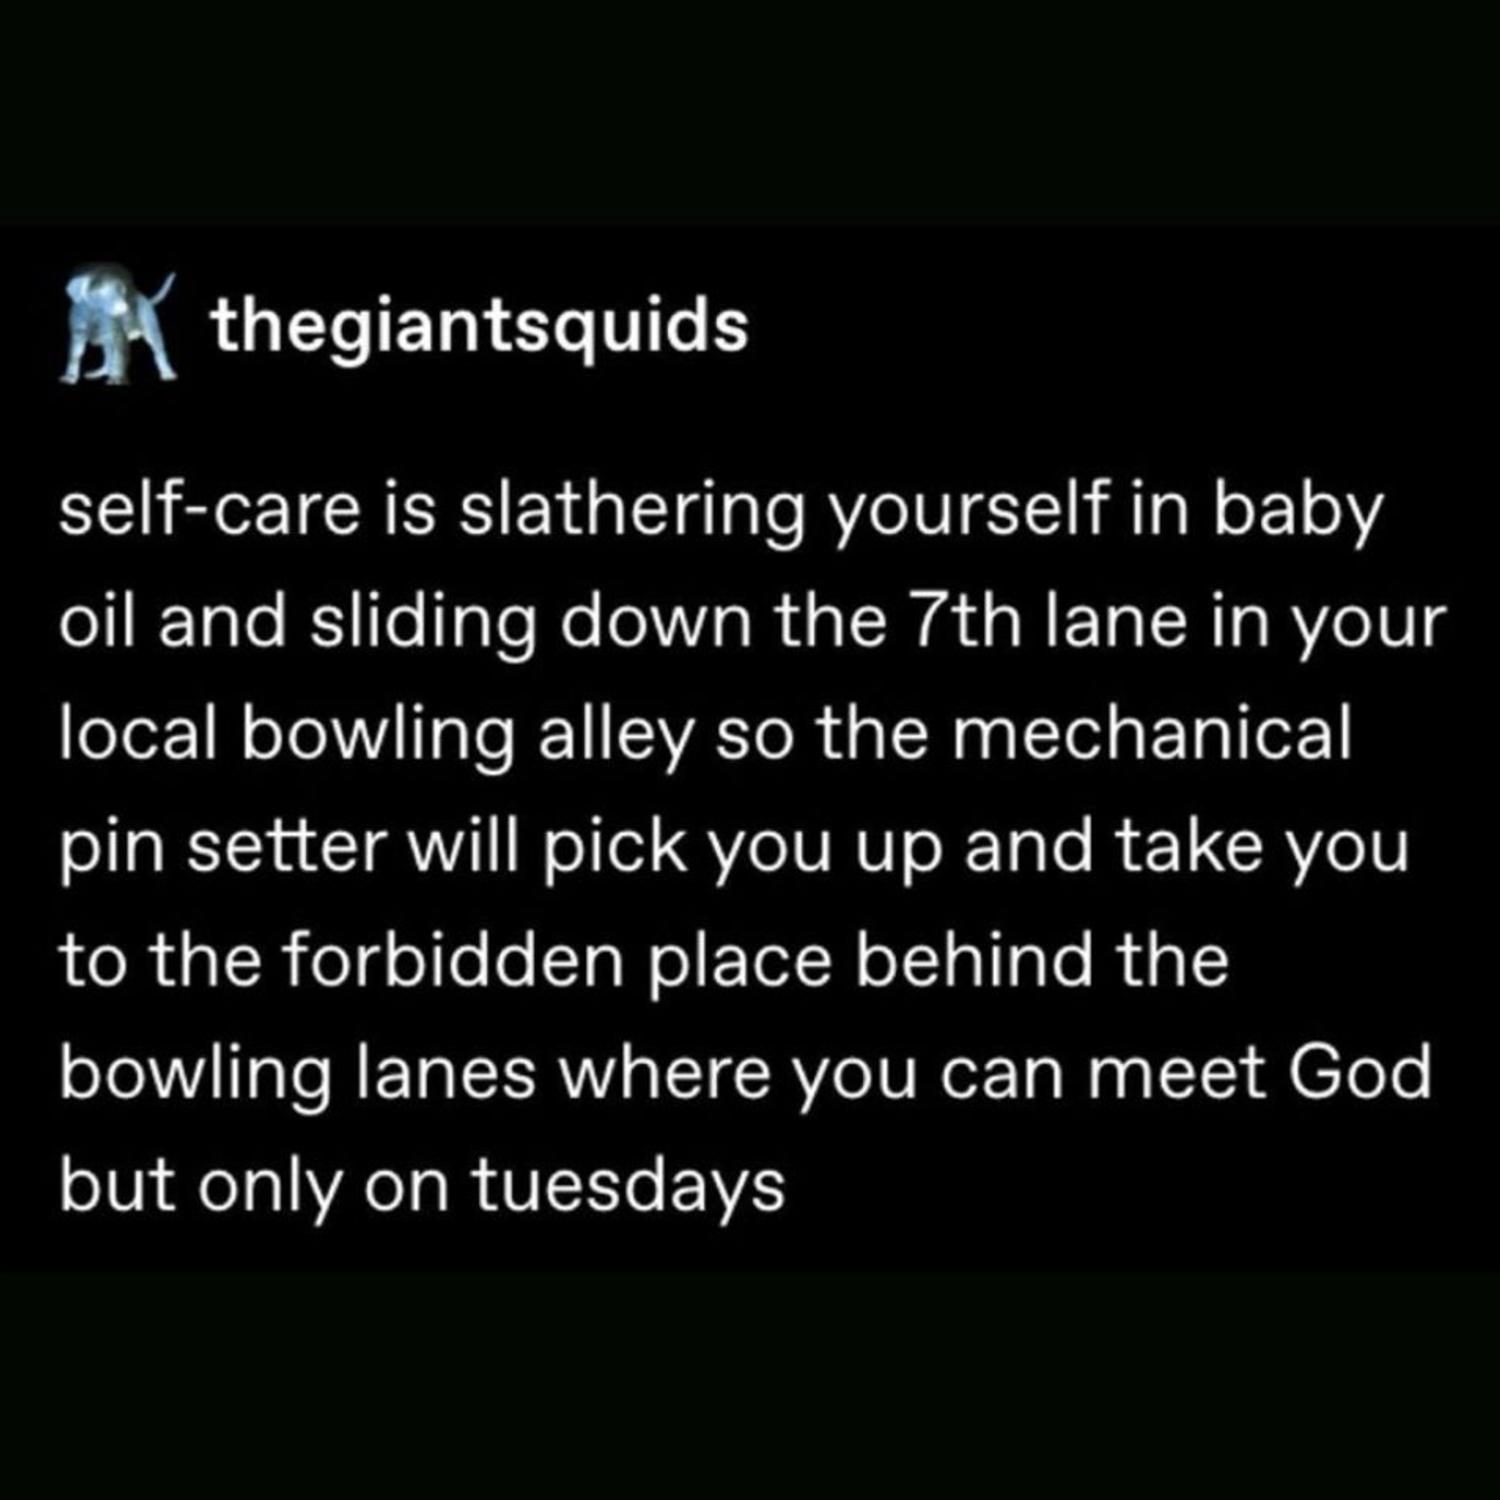 thegiantsquids
self-care is slathering yourself in baby
oil and sliding down the 7th lane in your
local bowling alley so the mechanical
pin setter will pick you up and take you
to the forbidden place behind the
bowling lanes where you can meet God
but only on tuesdays